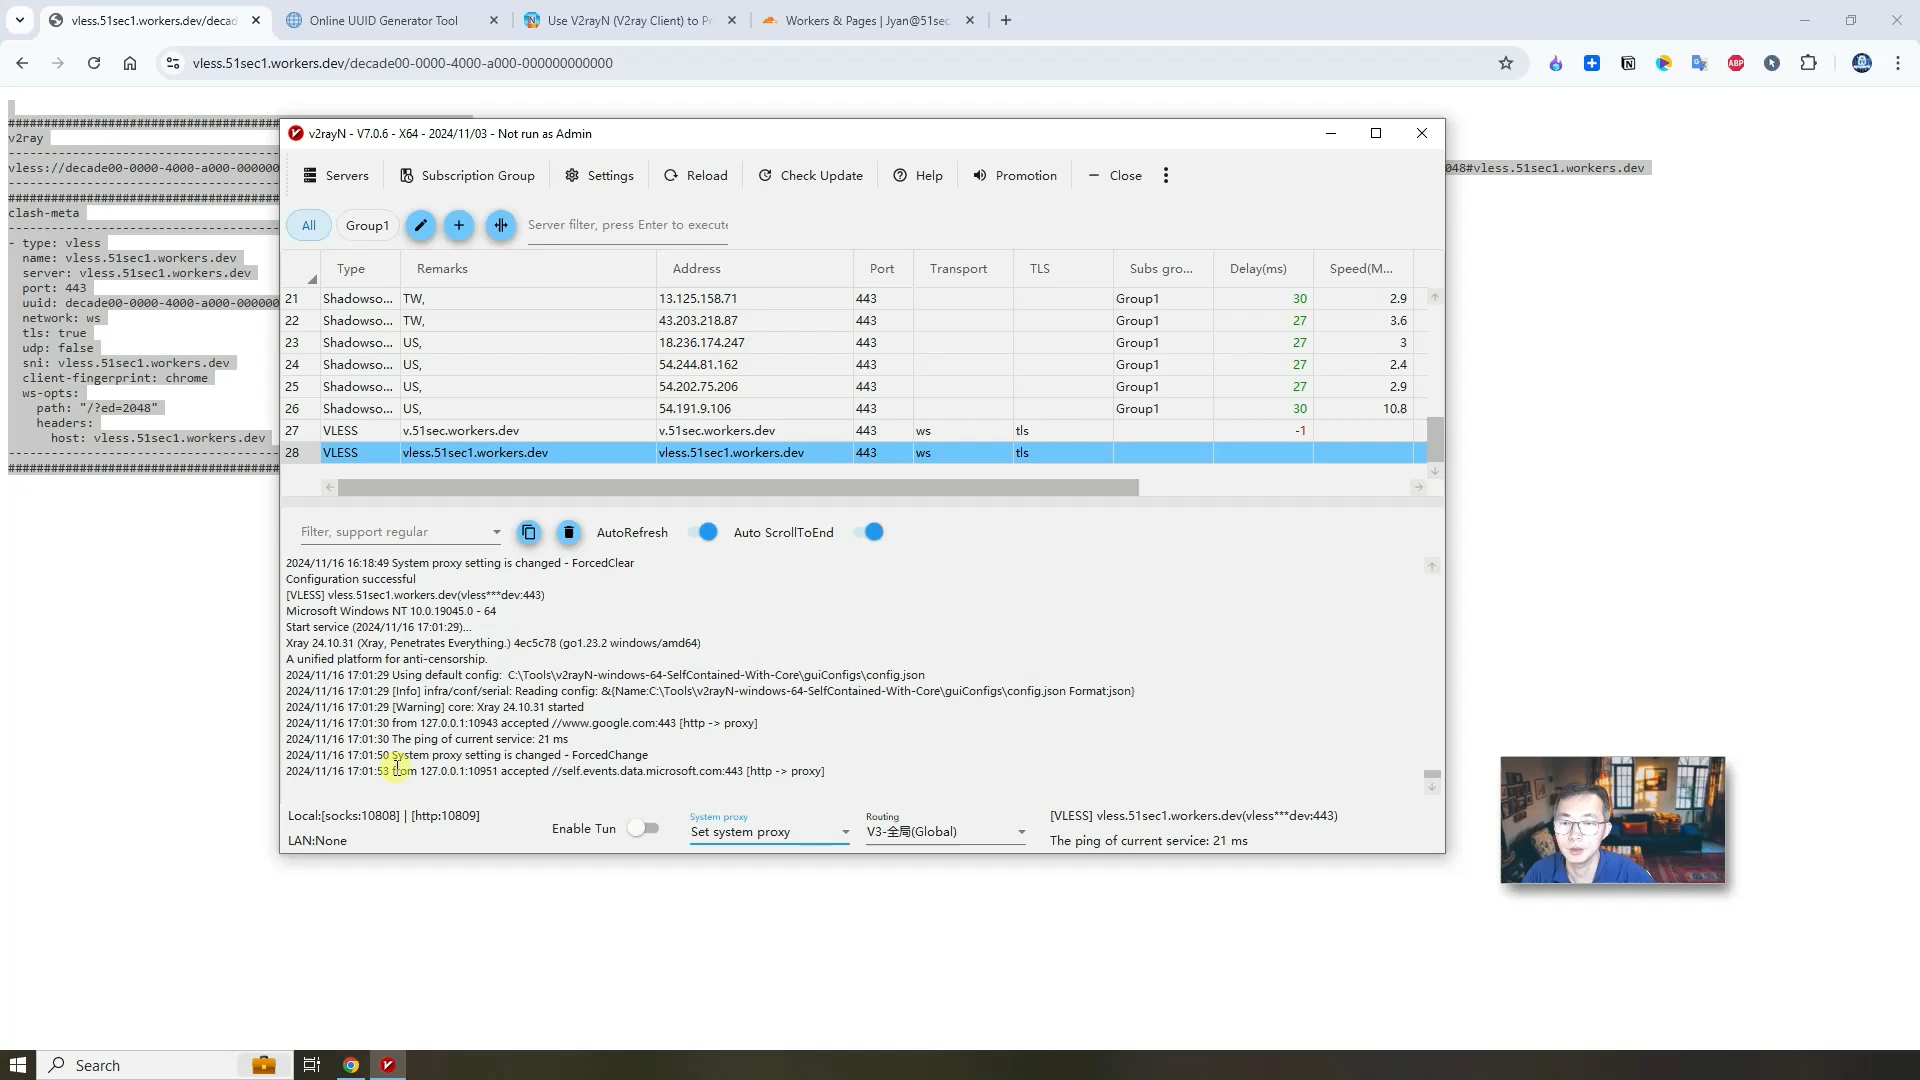 vless.51sec1.workers.dev/decad
Online UUID Generator Tool
Use V2rayN (V2ray Client) to Pr
Workers & Pages | Jyan@51sec
vless.51sec1.workers.dev/decade00-0000-4000-a000-000000000000
ABP
################################
v2ray
vless://decade00-0000-4000-a000-000000
048#vless.51sec1.workers.dev
################################
clash-meta
- type: vless
name: vless.51sec1.workers.dev
server: vless.51sec1.workers.dev
port: 443
uuid: decade00-0000-4000-a000-000000
network: ws
tls: true
udp: false
sni: vless.51sec1.workers.dev
client-fingerprint: chrome
ws-opts:
path: "/?ed=2048"
headers:
host: vless.51sec1.workers.dev
################################
v2rayN - V7.0.6 - X64 - 2024/11/03 - Not run as Admin
Servers Subscription Group Settings Reload Check Update Help Promotion Close
All Group1 Server filter, press Enter to execute
Type Remarks Address Port Transport TLS Subs gro... Delay(ms) Speed(M...
21 Shadowso... TW, 13.125.158.71 443 Group1 30 2.9
22 Shadowso... TW, 43.203.218.87 443 Group1 27 3.6
23 Shadowso... US, 18.236.174.247 443 Group1 27 3
24 Shadowso... US, 54.244.81.162 443 Group1 27 2.4
25 Shadowso... US, 54.202.75.206 443 Group1 27 2.9
26 Shadowso... US, 54.191.9.106 443 Group1 30 10.8
27 VLESS v.51sec.workers.dev v.51sec.workers.dev 443 ws tls -1
28 VLESS vless.51sec1.workers.dev vless.51sec1.workers.dev 443 ws tls
Filter, support regular AutoRefresh Auto ScrollToEnd
2024/11/16 16:18:49 System proxy setting is changed - ForcedClear
Configuration successful
[VLESS] vless.51sec1.workers.dev(vless***dev:443)
Microsoft Windows NT 10.0.19045.0 - 64
Start service (2024/11/16 17:01:29)...
Xray 24.10.31 (Xray, Penetrates Everything.) 4ec5c78 (go1.23.2 windows/amd64)
A unified platform for anti-censorship.
2024/11/16 17:01:29 Using default config:  C:\Tools\v2rayN-windows-64-SelfContained-With-Core\guiConfigs\config.json
2024/11/16 17:01:29 [Info] infra/conf/serial: Reading config: &{Name:C:\Tools\v2rayN-windows-64-SelfContained-With-Core\guiConfigs\config.json Format:json}
2024/11/16 17:01:29 [Warning] core: Xray 24.10.31 started
2024/11/16 17:01:30 from 127.0.0.1:10943 accepted //www.google.com:443 [http -> proxy]
2024/11/16 17:01:30 The ping of current service: 21 ms
2024/11/16 17:01:50 System proxy setting is changed - ForcedChange
2024/11/16 17:01:53 from 127.0.0.1:10951 accepted //self.events.data.microsoft.com:443 [http -> proxy]
Local:[socks:10808] | [http:10809]
LAN:None
Enable Tun
System proxy
Set system proxy
Routing
V3-全局(Global)
[VLESS] vless.51sec1.workers.dev(vless***dev:443)
The ping of current service: 21 ms
Search